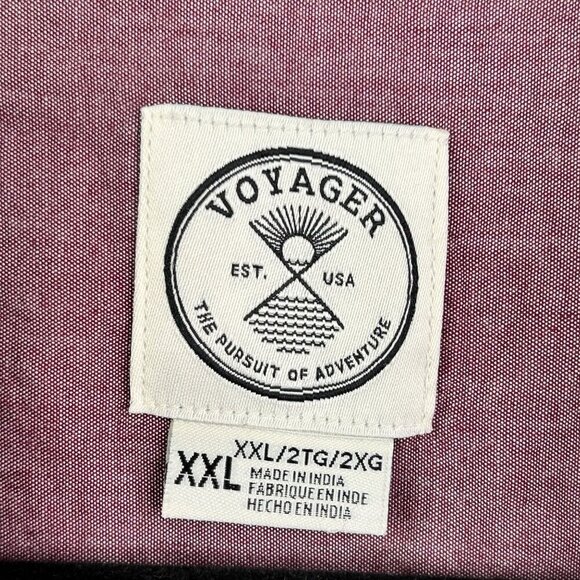 VOYAGER
EST. USA
THE PURSUIT OF ADVENTURE
XXL
XXL/2TG/2XG
MADE IN INDIA
FABRIQUE EN INDE
HECHO EN INDIA